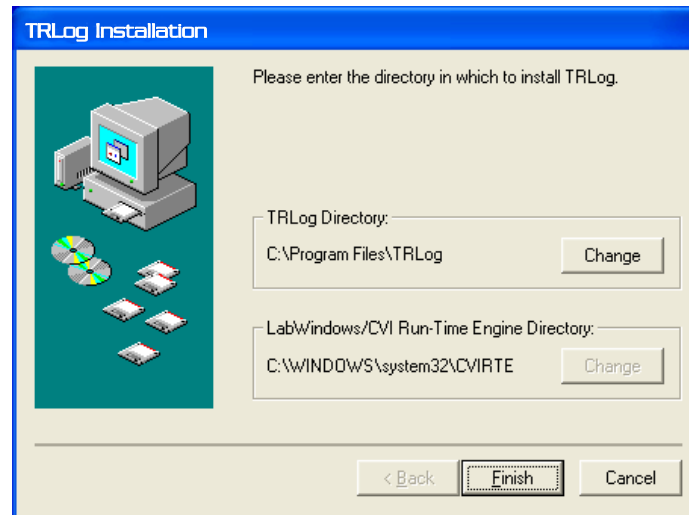 TRLog Installation
Please enter the directory in which to install TRLog.
TRLog Directory:
C:\Program Files\TRLog
Change
LabWindows/CVI Run-Time Engine Directory:
C:\WINDOWS\system32\CVIRTE
Change
< Back
Finish
Cancel